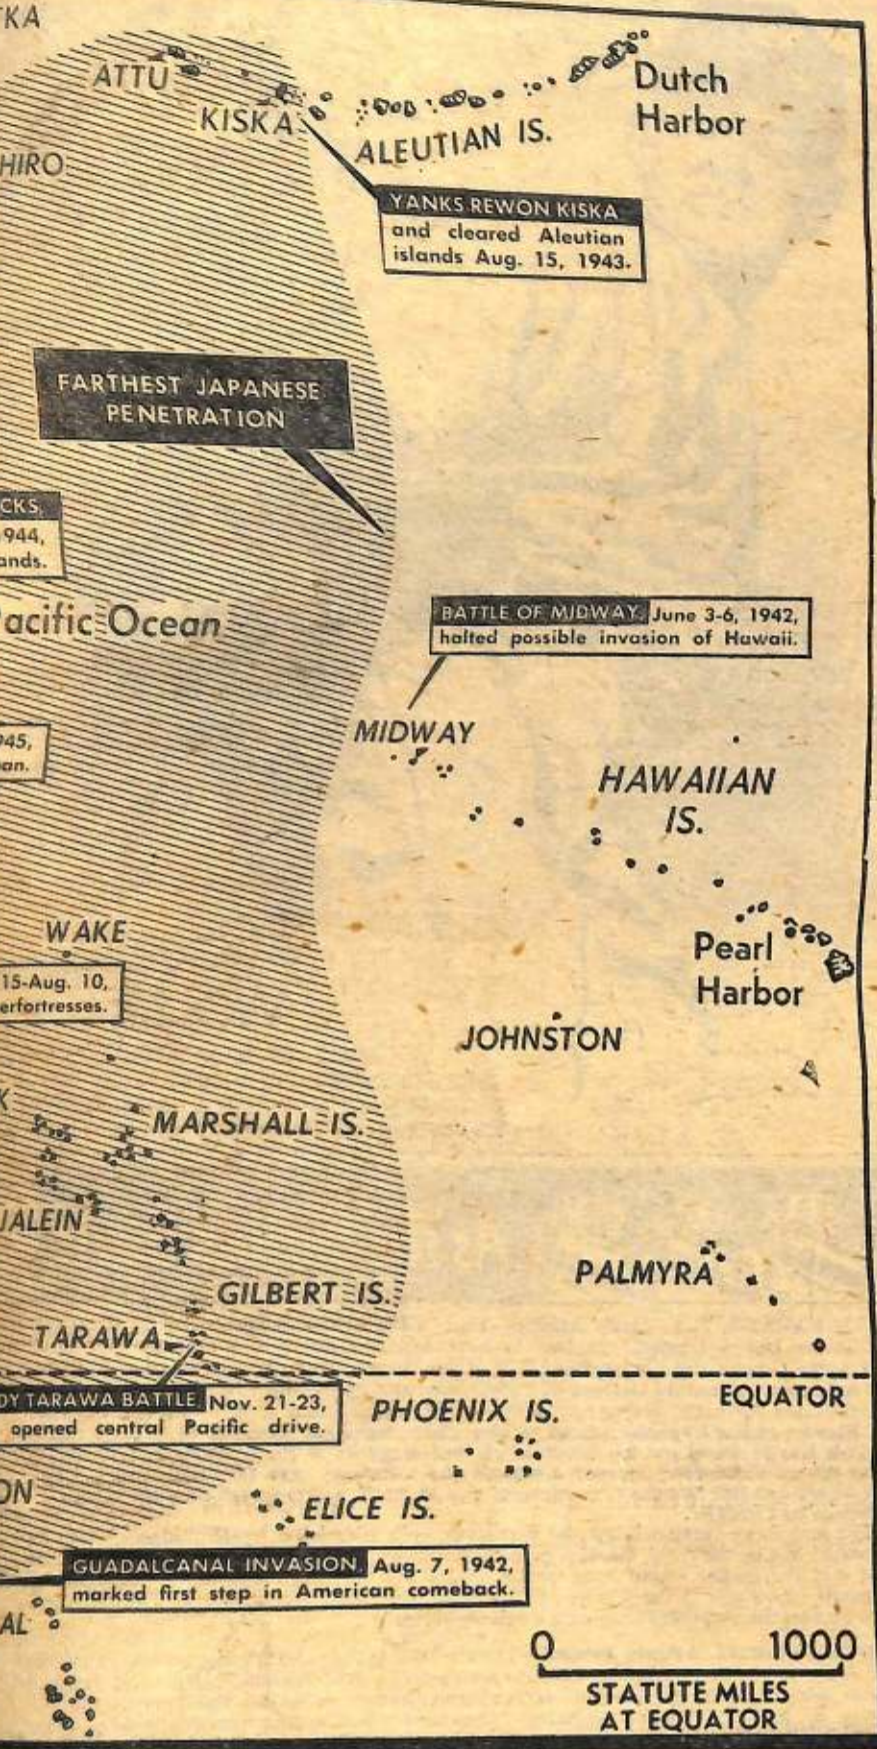 KA
ATTU
Dutch
Harbor
KISKA
ALEUTIAN IS.
HIRO
YANKS REWON KISKA
and cleared Aleutian
islands Aug. 15, 1943.
FARTHEST JAPANESE
PENETRATION
CKS.
944,
ands.
acific Ocean
BATTLE OF MIDWAY, June 3-6, 1942,
halted possible invasion of Hawaii.
MIDWAY
945,
an.
HAWAIIAN
IS.
WAKE
Pearl
Harbor
15-Aug. 10,
erfortresses.
JOHNSTON
K
MARSHALL IS.
JALEIN
PALMYRA
GILBERT IS.
TARAWA
EQUATOR
DY TARAWA BATTLE, Nov. 21-23,
opened central Pacific drive.
PHOENIX IS.
ON
ELICE IS.
GUADALCANAL INVASION, Aug. 7, 1942,
marked first step in American comeback.
AL
0 1000
STATUTE MILES
AT EQUATOR